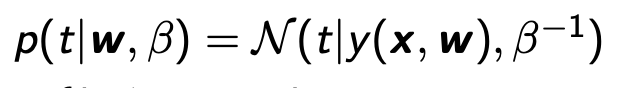 p(t|w, β) = 𝒩(t|y(x, w), β⁻¹)